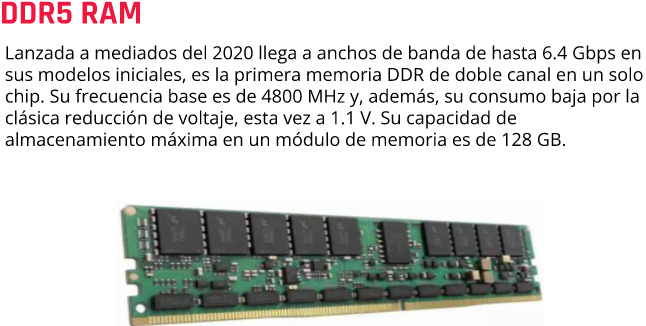 DDR5 RAM
Lanzada a mediados del 2020 llega a anchos de banda de hasta 6.4 Gbps en
sus modelos iniciales, es la primera memoria DDR de doble canal en un solo
chip. Su frecuencia base es de 4800 MHz y, además, su consumo baja por la
clásica reducción de voltaje, esta vez a 1.1 V. Su capacidad de
almacenamiento máxima en un módulo de memoria es de 128 GB.